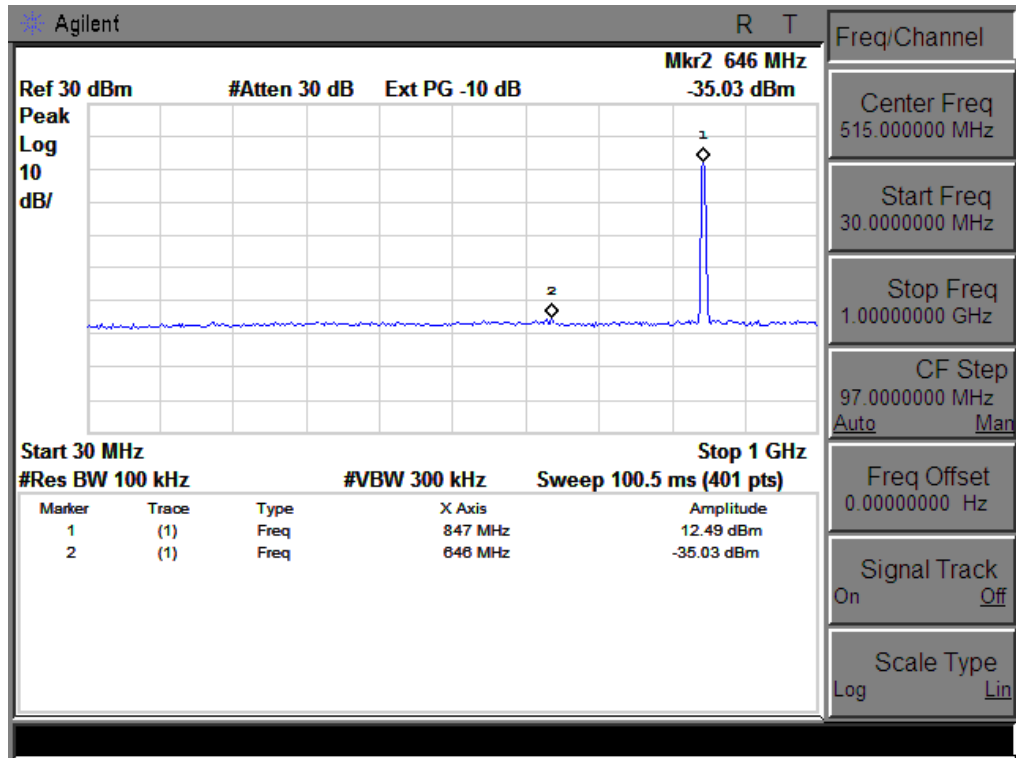 Agilent R T
Mkr2 646 MHz
Ref 30 dBm #Atten 30 dB Ext PG -10 dB -35.03 dBm
Peak
Log
10
dB/
1
2
Start 30 MHz Stop 1 GHz
#Res BW 100 kHz #VBW 300 kHz Sweep 100.5 ms (401 pts)
Marker Trace Type X Axis Amplitude
1 (1) Freq 847 MHz 12.49 dBm
2 (1) Freq 646 MHz -35.03 dBm
Freq/Channel
Center Freq
515.000000 MHz
Start Freq
30.0000000 MHz
Stop Freq
1.00000000 GHz
CF Step
97.0000000 MHz
Auto Man
Freq Offset
0.00000000 Hz
Signal Track
On Off
Scale Type
Log Lin